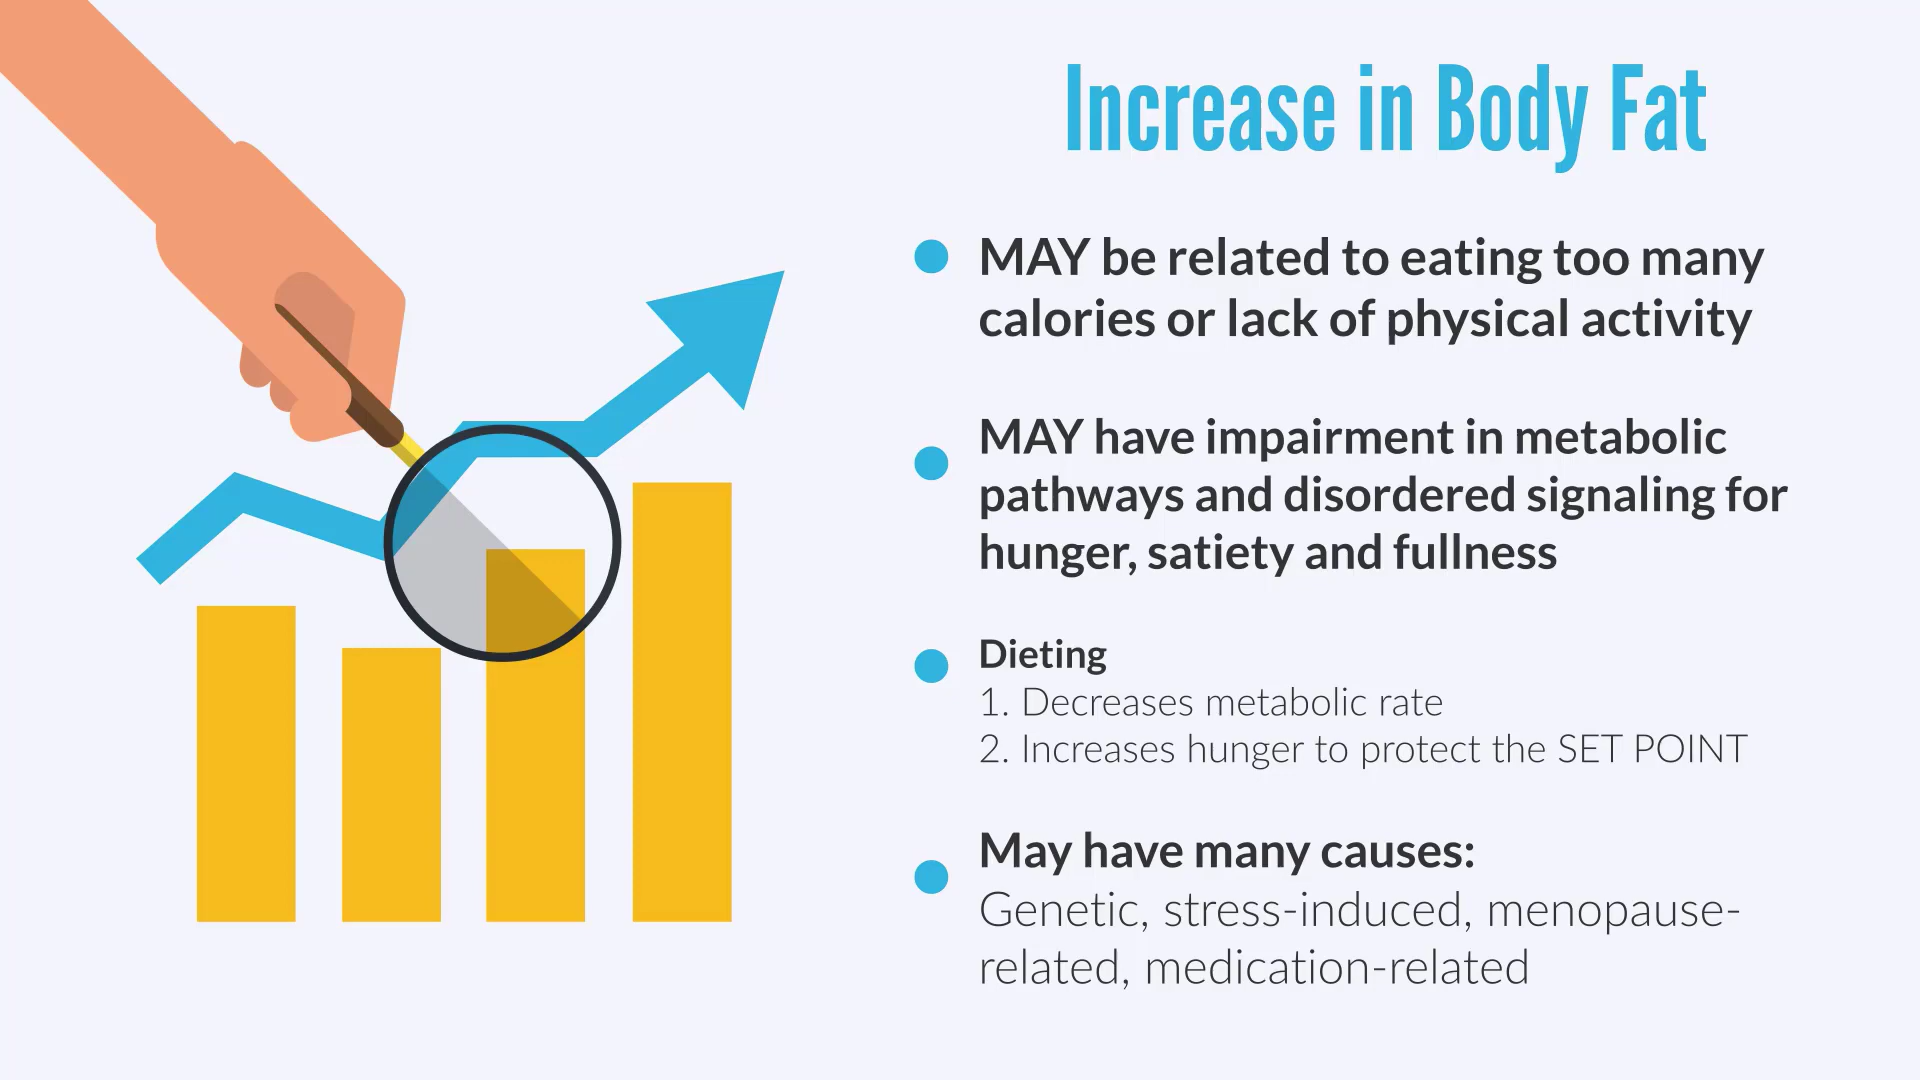 Increase in Body Fat
MAY be related to eating too many
calories or lack of physical activity
MAY have impairment in metabolic
pathways and disordered signaling for
hunger, satiety and fullness
Dieting
1. Decreases metabolic rate
2. Increases hunger to protect the SET POINT
May have many causes:
Genetic, stress-induced, menopause-
related, medication-related